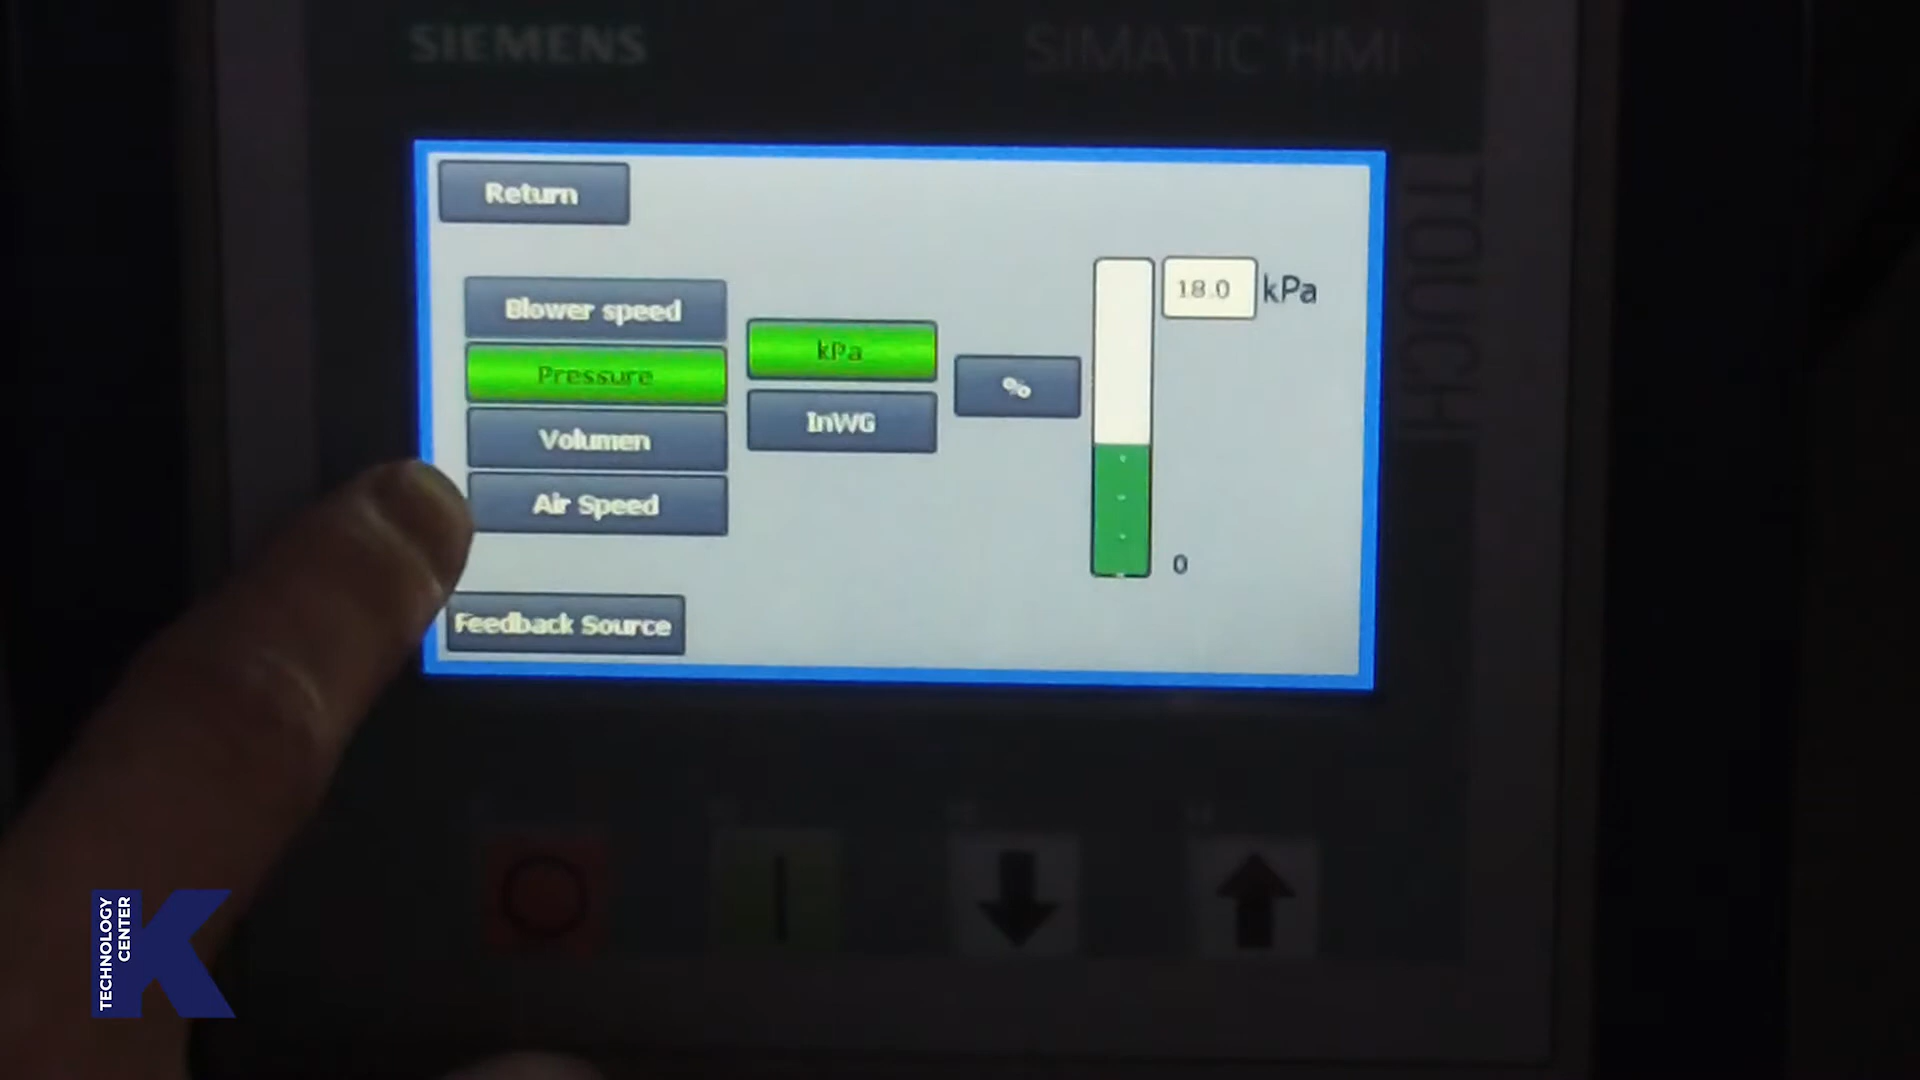 SIEMENS
SIMATIC HMI
TOUCH
Return
Blower speed
Pressure
Volumen
Air Speed
kPa
InWG
%
18.0 kPa
0
Feedback Source
TECHNOLOGY
CENTER
K